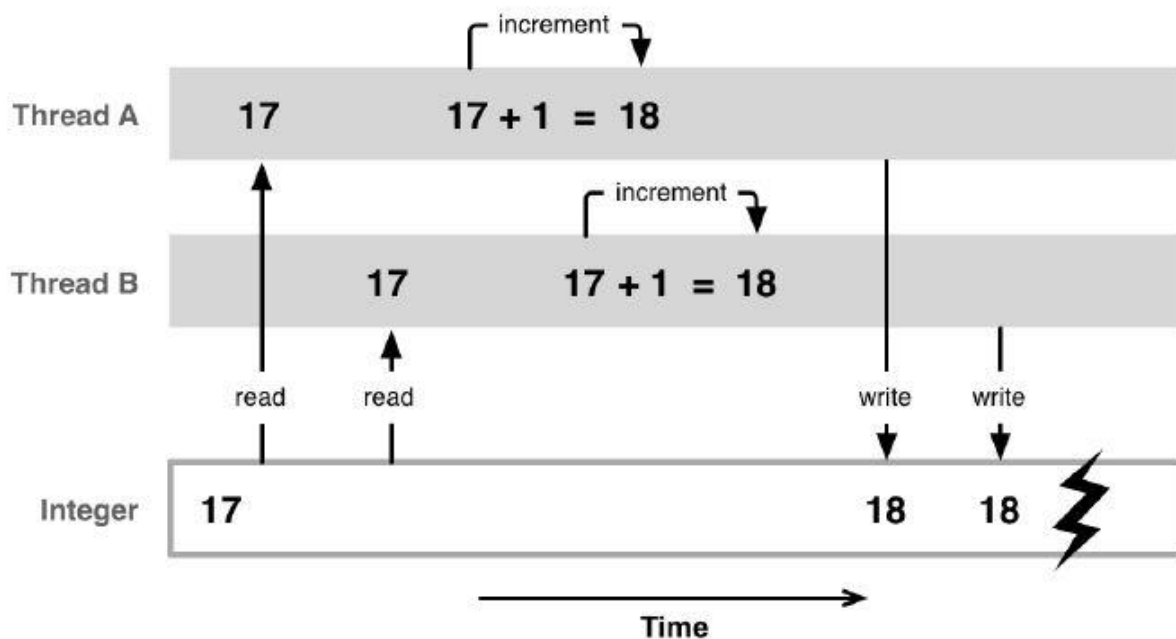 increment
Thread A 17 17 + 1 = 18
increment
Thread B 17 17 + 1 = 18
read read write write
Integer 17 18 18
Time